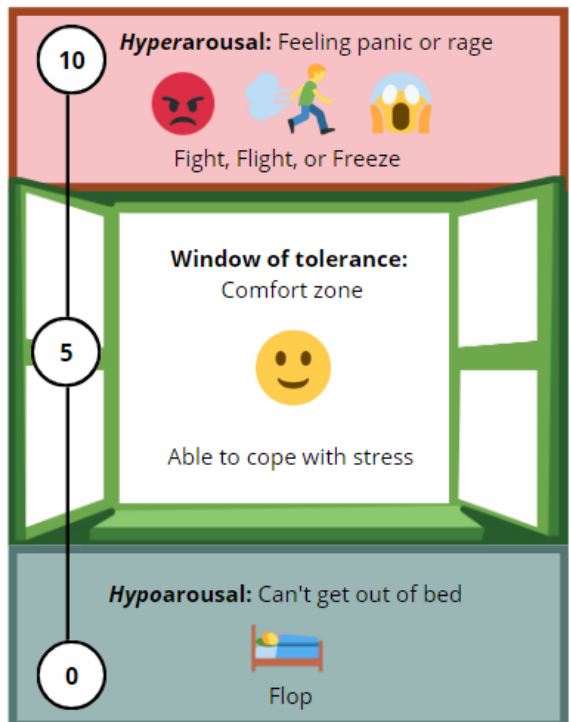 10
Hyperarousal: Feeling panic or rage
Fight, Flight, or Freeze
Window of tolerance:
Comfort zone
5
Able to cope with stress
Hypoarousal: Can't get out of bed
0
Flop